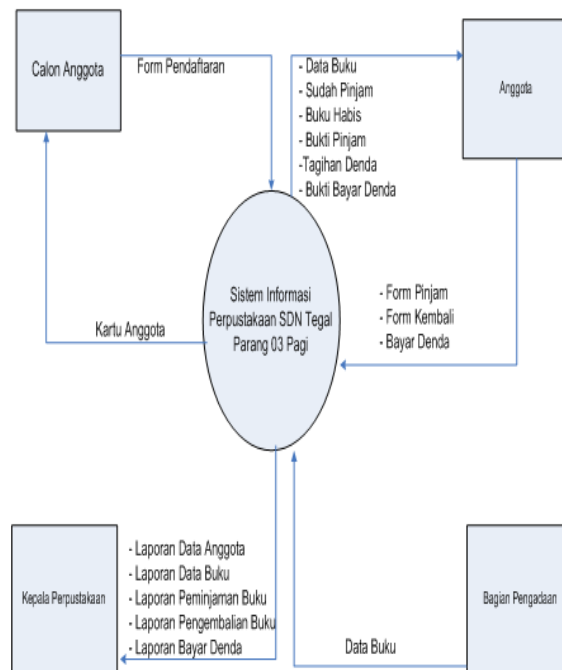 Calon Anggota
Form Pendaftaran
- Data Buku
- Sudah Pinjam
- Buku Habis
- Bukti Pinjam
-Tagihan Denda
- Bukti Bayar Denda
Anggota
Sistem Informasi
Perpustakaan SDN Tegal
Parang 03 Pagi
Kartu Anggota
- Form Pinjam
- Form Kembali
- Bayar Denda
Kepala Perpustakaan
- Laporan Data Anggota
- Laporan Data Buku
- Laporan Peminjaman Buku
- Laporan Pengembalian Buku
- Laporan Bayar Denda
Data Buku
Bagian Pengadaan